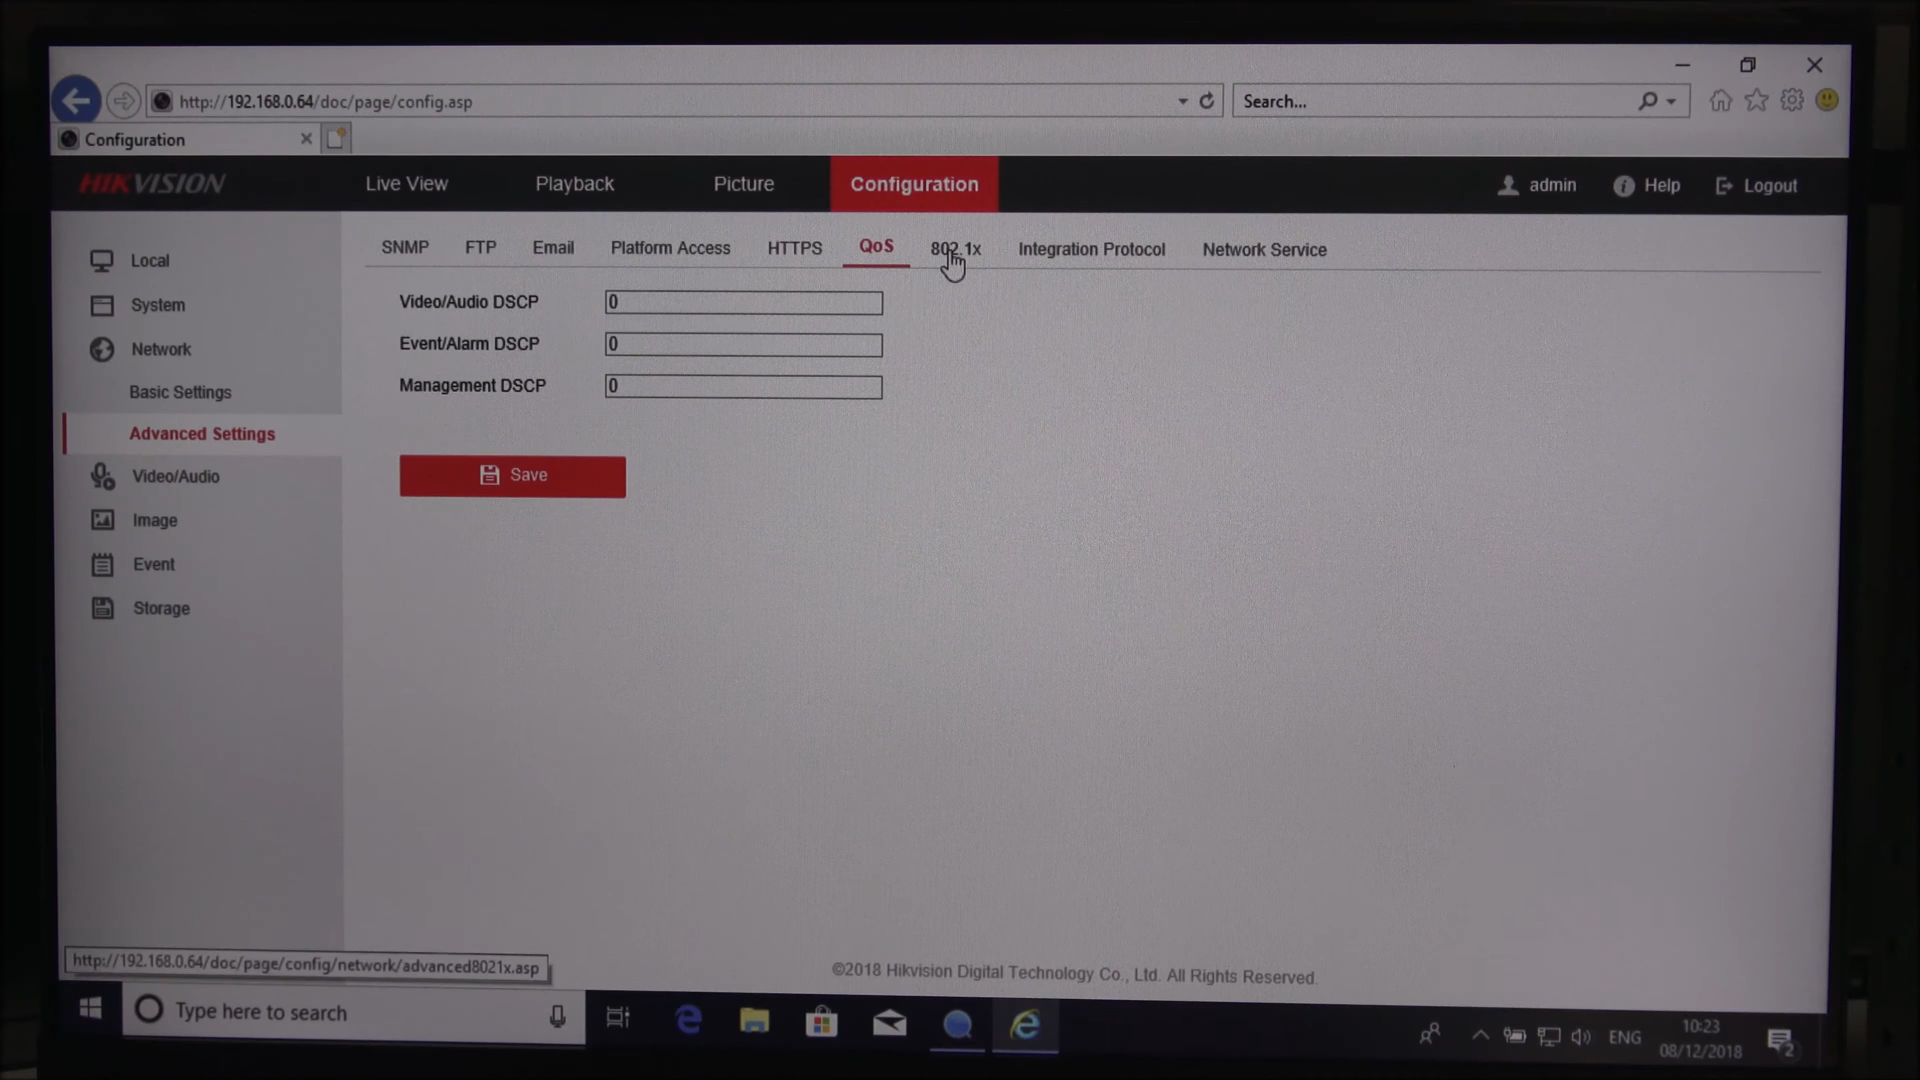 http://192.168.0.64/doc/page/config.asp
Search...
Configuration
HIKVISION
Live View
Playback
Picture
Configuration
admin
Help
Logout
SNMP
FTP
Email
Platform Access
HTTPS
QoS
802.1x
Integration Protocol
Network Service
Local
System
Network
Basic Settings
Advanced Settings
Video/Audio
Image
Event
Storage
Video/Audio DSCP
0
Event/Alarm DSCP
0
Management DSCP
0
Save
http://192.168.0.64/doc/page/config/network/advanced8021x.asp
©2018 Hikvision Digital Technology Co., Ltd. All Rights Reserved.
Type here to search
ENG
10:23
08/12/2018
2